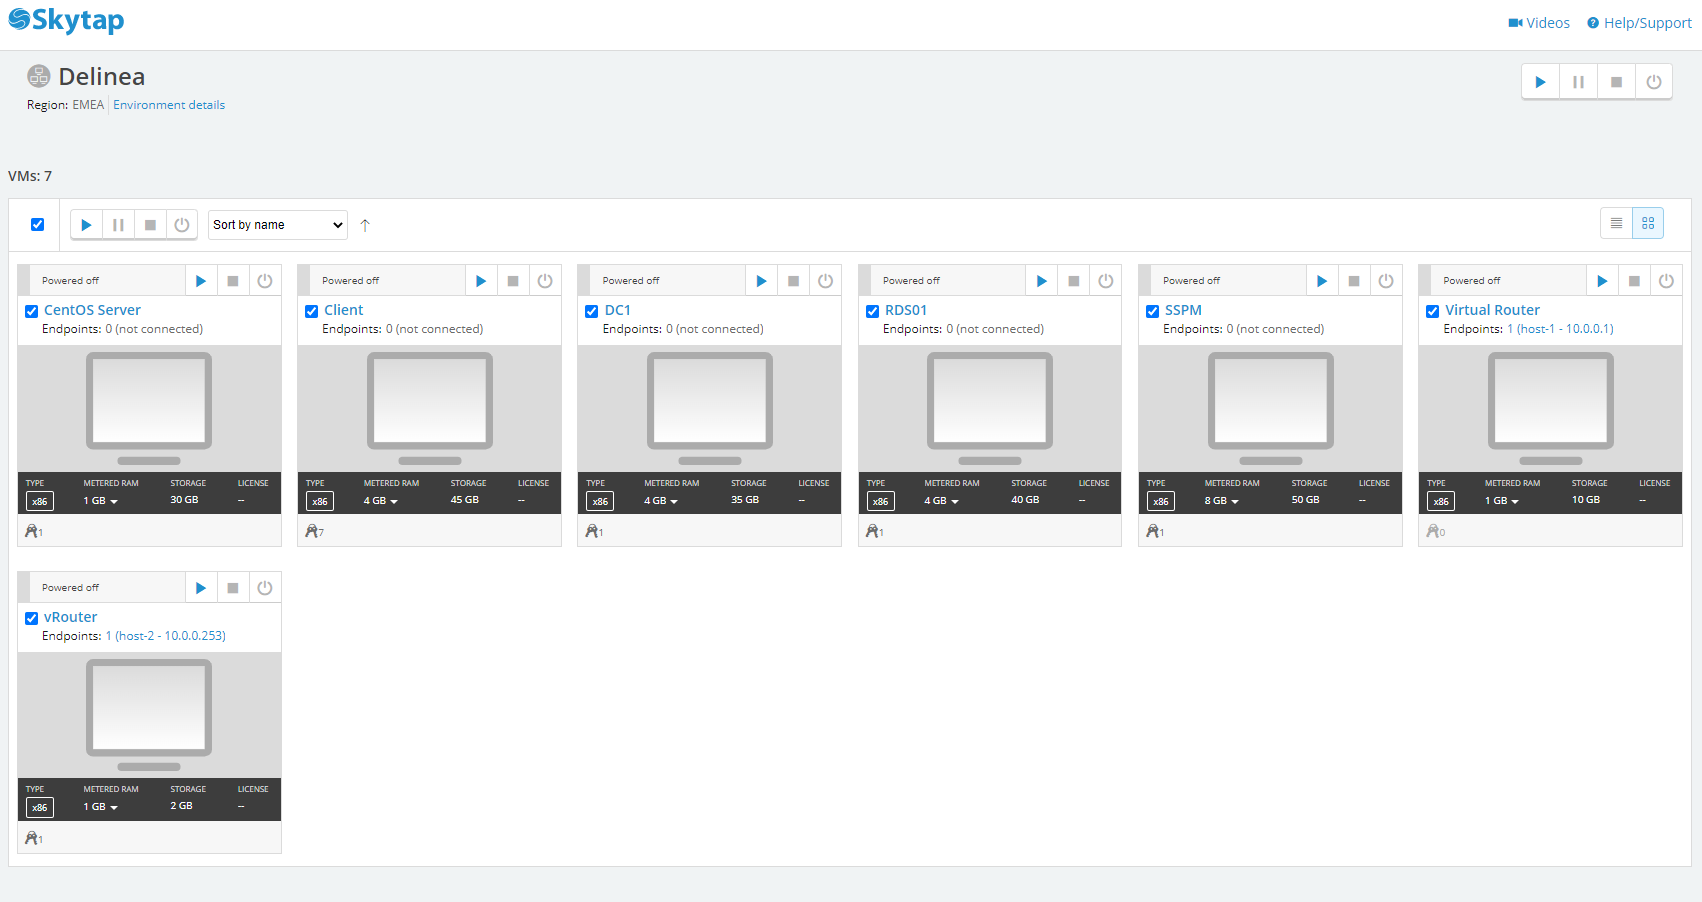 Skytap
Videos Help/Support
Delinea
Region: EMEA Environment details
VMs: 7
Sort by name
Powered off
CentOS Server
Endpoints: 0 (not connected)
TYPE METERED RAM STORAGE LICENSE
x86 1 GB 30 GB --
1
Powered off
Client
Endpoints: 0 (not connected)
TYPE METERED RAM STORAGE LICENSE
x86 4 GB 45 GB --
7
Powered off
DC1
Endpoints: 0 (not connected)
TYPE METERED RAM STORAGE LICENSE
x86 4 GB 35 GB --
1
Powered off
RDS01
Endpoints: 0 (not connected)
TYPE METERED RAM STORAGE LICENSE
x86 4 GB 40 GB --
1
Powered off
SSPM
Endpoints: 0 (not connected)
TYPE METERED RAM STORAGE LICENSE
x86 8 GB 50 GB --
1
Powered off
Virtual Router
Endpoints: 1 (host-1 - 10.0.0.1)
TYPE METERED RAM STORAGE LICENSE
x86 1 GB 10 GB --
0
Powered off
vRouter
Endpoints: 1 (host-2 - 10.0.0.253)
TYPE METERED RAM STORAGE LICENSE
x86 1 GB 2 GB --
1